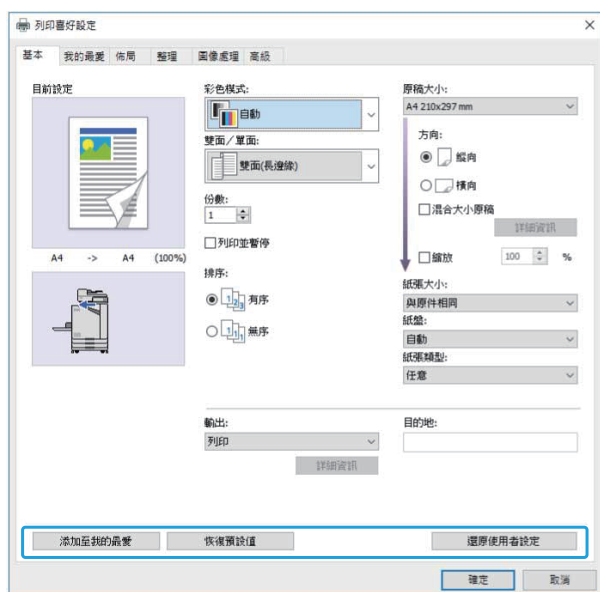 列印喜好設定
基本 我的最愛 佈局 整理 圖像處理 高級
目前設定
A4 -> A4 (100%)
彩色模式:
自動
雙面／單面:
雙面(長邊緣)
份數:
1
列印並暫停
排序:
有序
無序
原稿大小:
A4 210x297 mm
方向:
縱向
橫向
混合大小原稿
詳細資訊
縮放 100 %
紙張大小:
與原件相同
紙盤:
自動
紙張類型:
任意
輸出:
列印
詳細資訊
目的地:
添加至我的最愛 恢復預設值 還原使用者設定
確定 取消